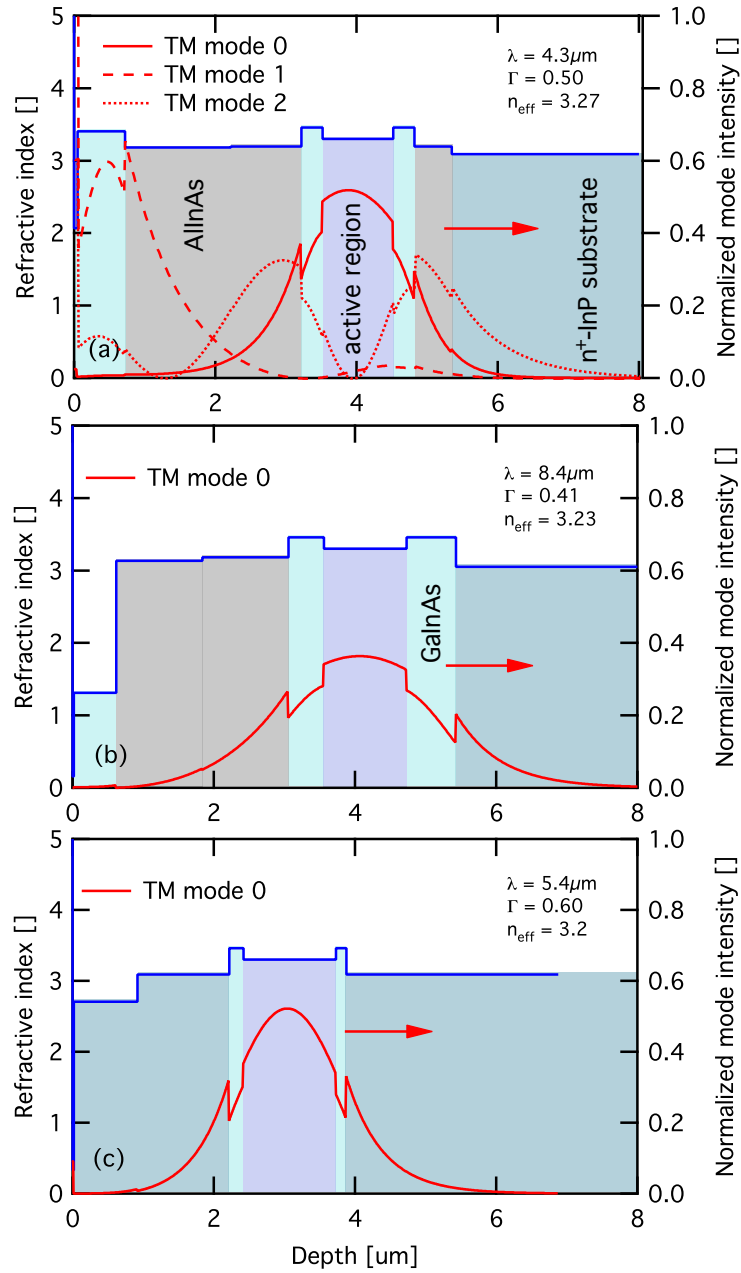 Refractive index []
5
4
3
2
1
0
TM mode 0
TM mode 1
TM mode 2
λ = 4.3µm
Γ = 0.50
n_eff = 3.27
AlInAs
active region
n⁺-InP substrate
(a)
0
2
4
6
8
1.0
0.8
0.6
0.4
0.2
0.0
Normalized mode intensity []
Refractive index []
5
4
3
2
1
0
TM mode 0
λ = 8.4µm
Γ = 0.41
n_eff = 3.23
GaInAs
(b)
0
2
4
6
8
1.0
0.8
0.6
0.4
0.2
0.0
Normalized mode intensity []
Refractive index []
5
4
3
2
1
0
TM mode 0
λ = 5.4µm
Γ = 0.60
n_eff = 3.2
(c)
0
2
4
6
8
1.0
0.8
0.6
0.4
0.2
0.0
Normalized mode intensity []
Depth [um]